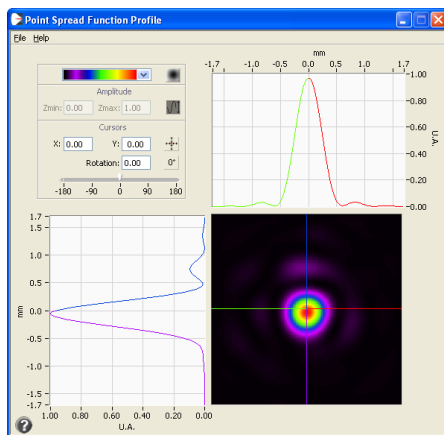 Point Spread Function Profile
File Help
mm
-1.7 -1.0 -0.5 0.0 0.5 1.0 1.7
Amplitude
Zmin: 0.00 Zmax: 1.00
Cursors
X: 0.00 Y: 0.00
Rotation: 0.00 0°
-180 -90 0 90 180
-1.00
-0.80
-0.60
-0.40
-0.20
-0.00
U.A.
1.7
1.5
1.0
0.5
0.0
-0.5
-1.0
-1.5
-1.7
mm
1.00 0.80 0.60 0.40 0.20 0.00
U.A.
?